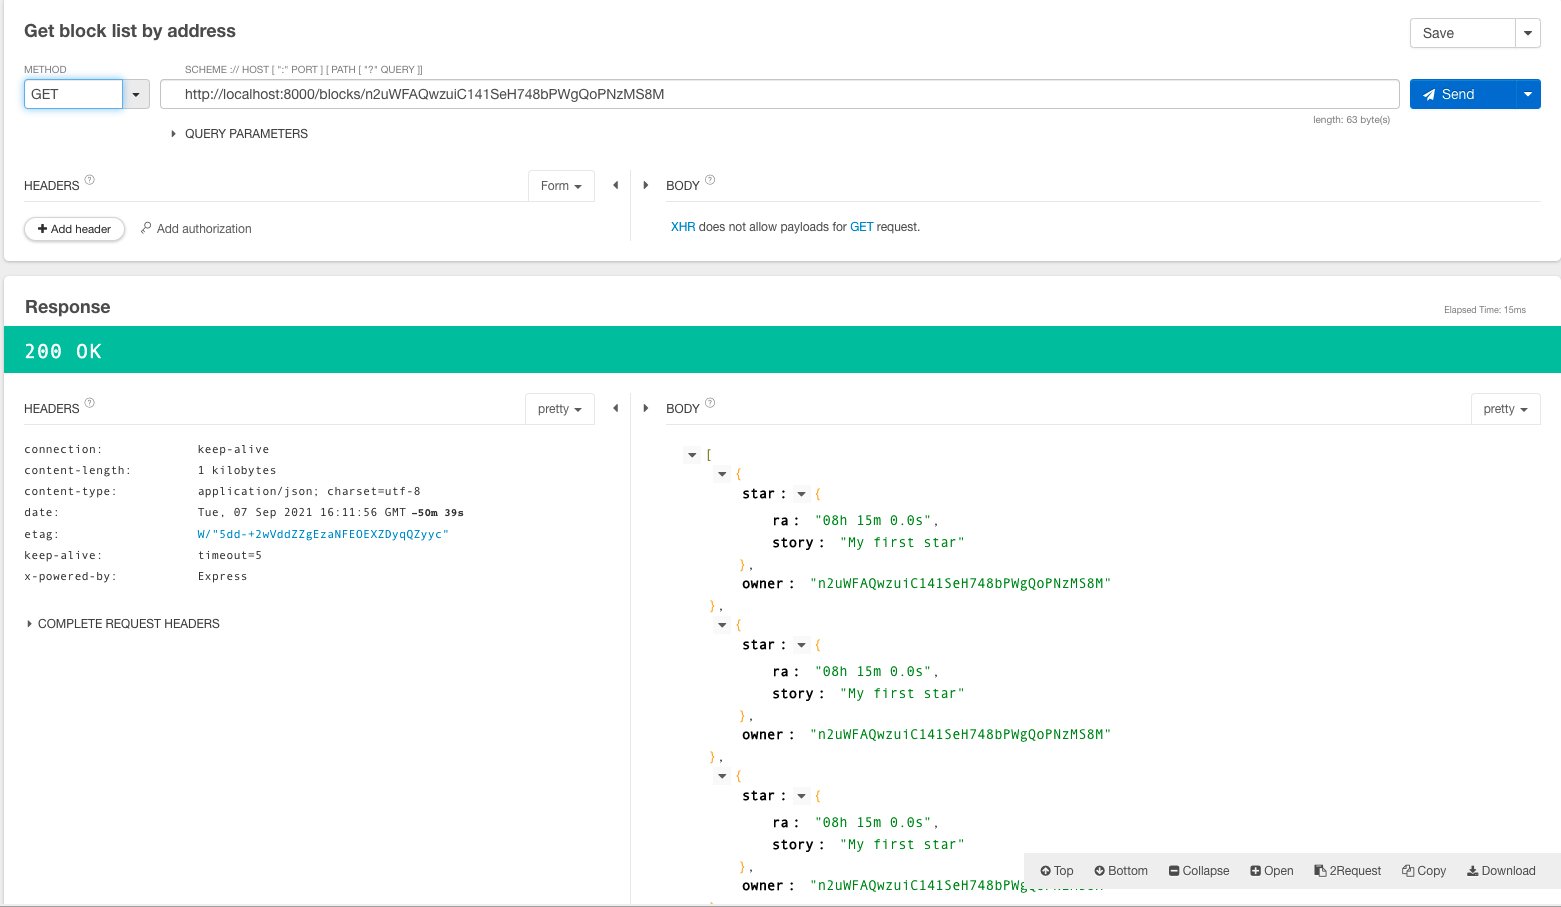 Get block list by address
Save
METHOD
SCHEME :// HOST [ ":" PORT ] [ PATH [ "?" QUERY ]]
GET
http://localhost:8000/blocks/n2uWFAQwzuiC141SeH748bPWgQoPNzMS8M
Send
length: 63 byte(s)
QUERY PARAMETERS
HEADERS ?
Form
BODY ?
+ Add header
Add authorization
XHR does not allow payloads for GET request.
Response
Elapsed Time: 15ms
200 OK
HEADERS ?
pretty
BODY ?
pretty
connection: keep-alive
content-length: 1 kilobytes
content-type: application/json; charset=utf-8
date: Tue, 07 Sep 2021 16:11:56 GMT -50m 39s
etag: W/"5dd-+2wVddZZgEzaNFEOEXZDyqQZyyc"
keep-alive: timeout=5
x-powered-by: Express
COMPLETE REQUEST HEADERS
[
{
star : {
ra : "08h 15m 0.0s",
story : "My first star"
},
owner : "n2uWFAQwzuiC141SeH748bPWgQoPNzMS8M"
},
{
star : {
ra : "08h 15m 0.0s",
story : "My first star"
},
owner : "n2uWFAQwzuiC141SeH748bPWgQoPNzMS8M"
},
{
star : {
ra : "08h 15m 0.0s",
story : "My first star"
},
owner : "n2uWFAQwzuiC141SeH748bPWg
Top
Bottom
Collapse
Open
2Request
Copy
Download